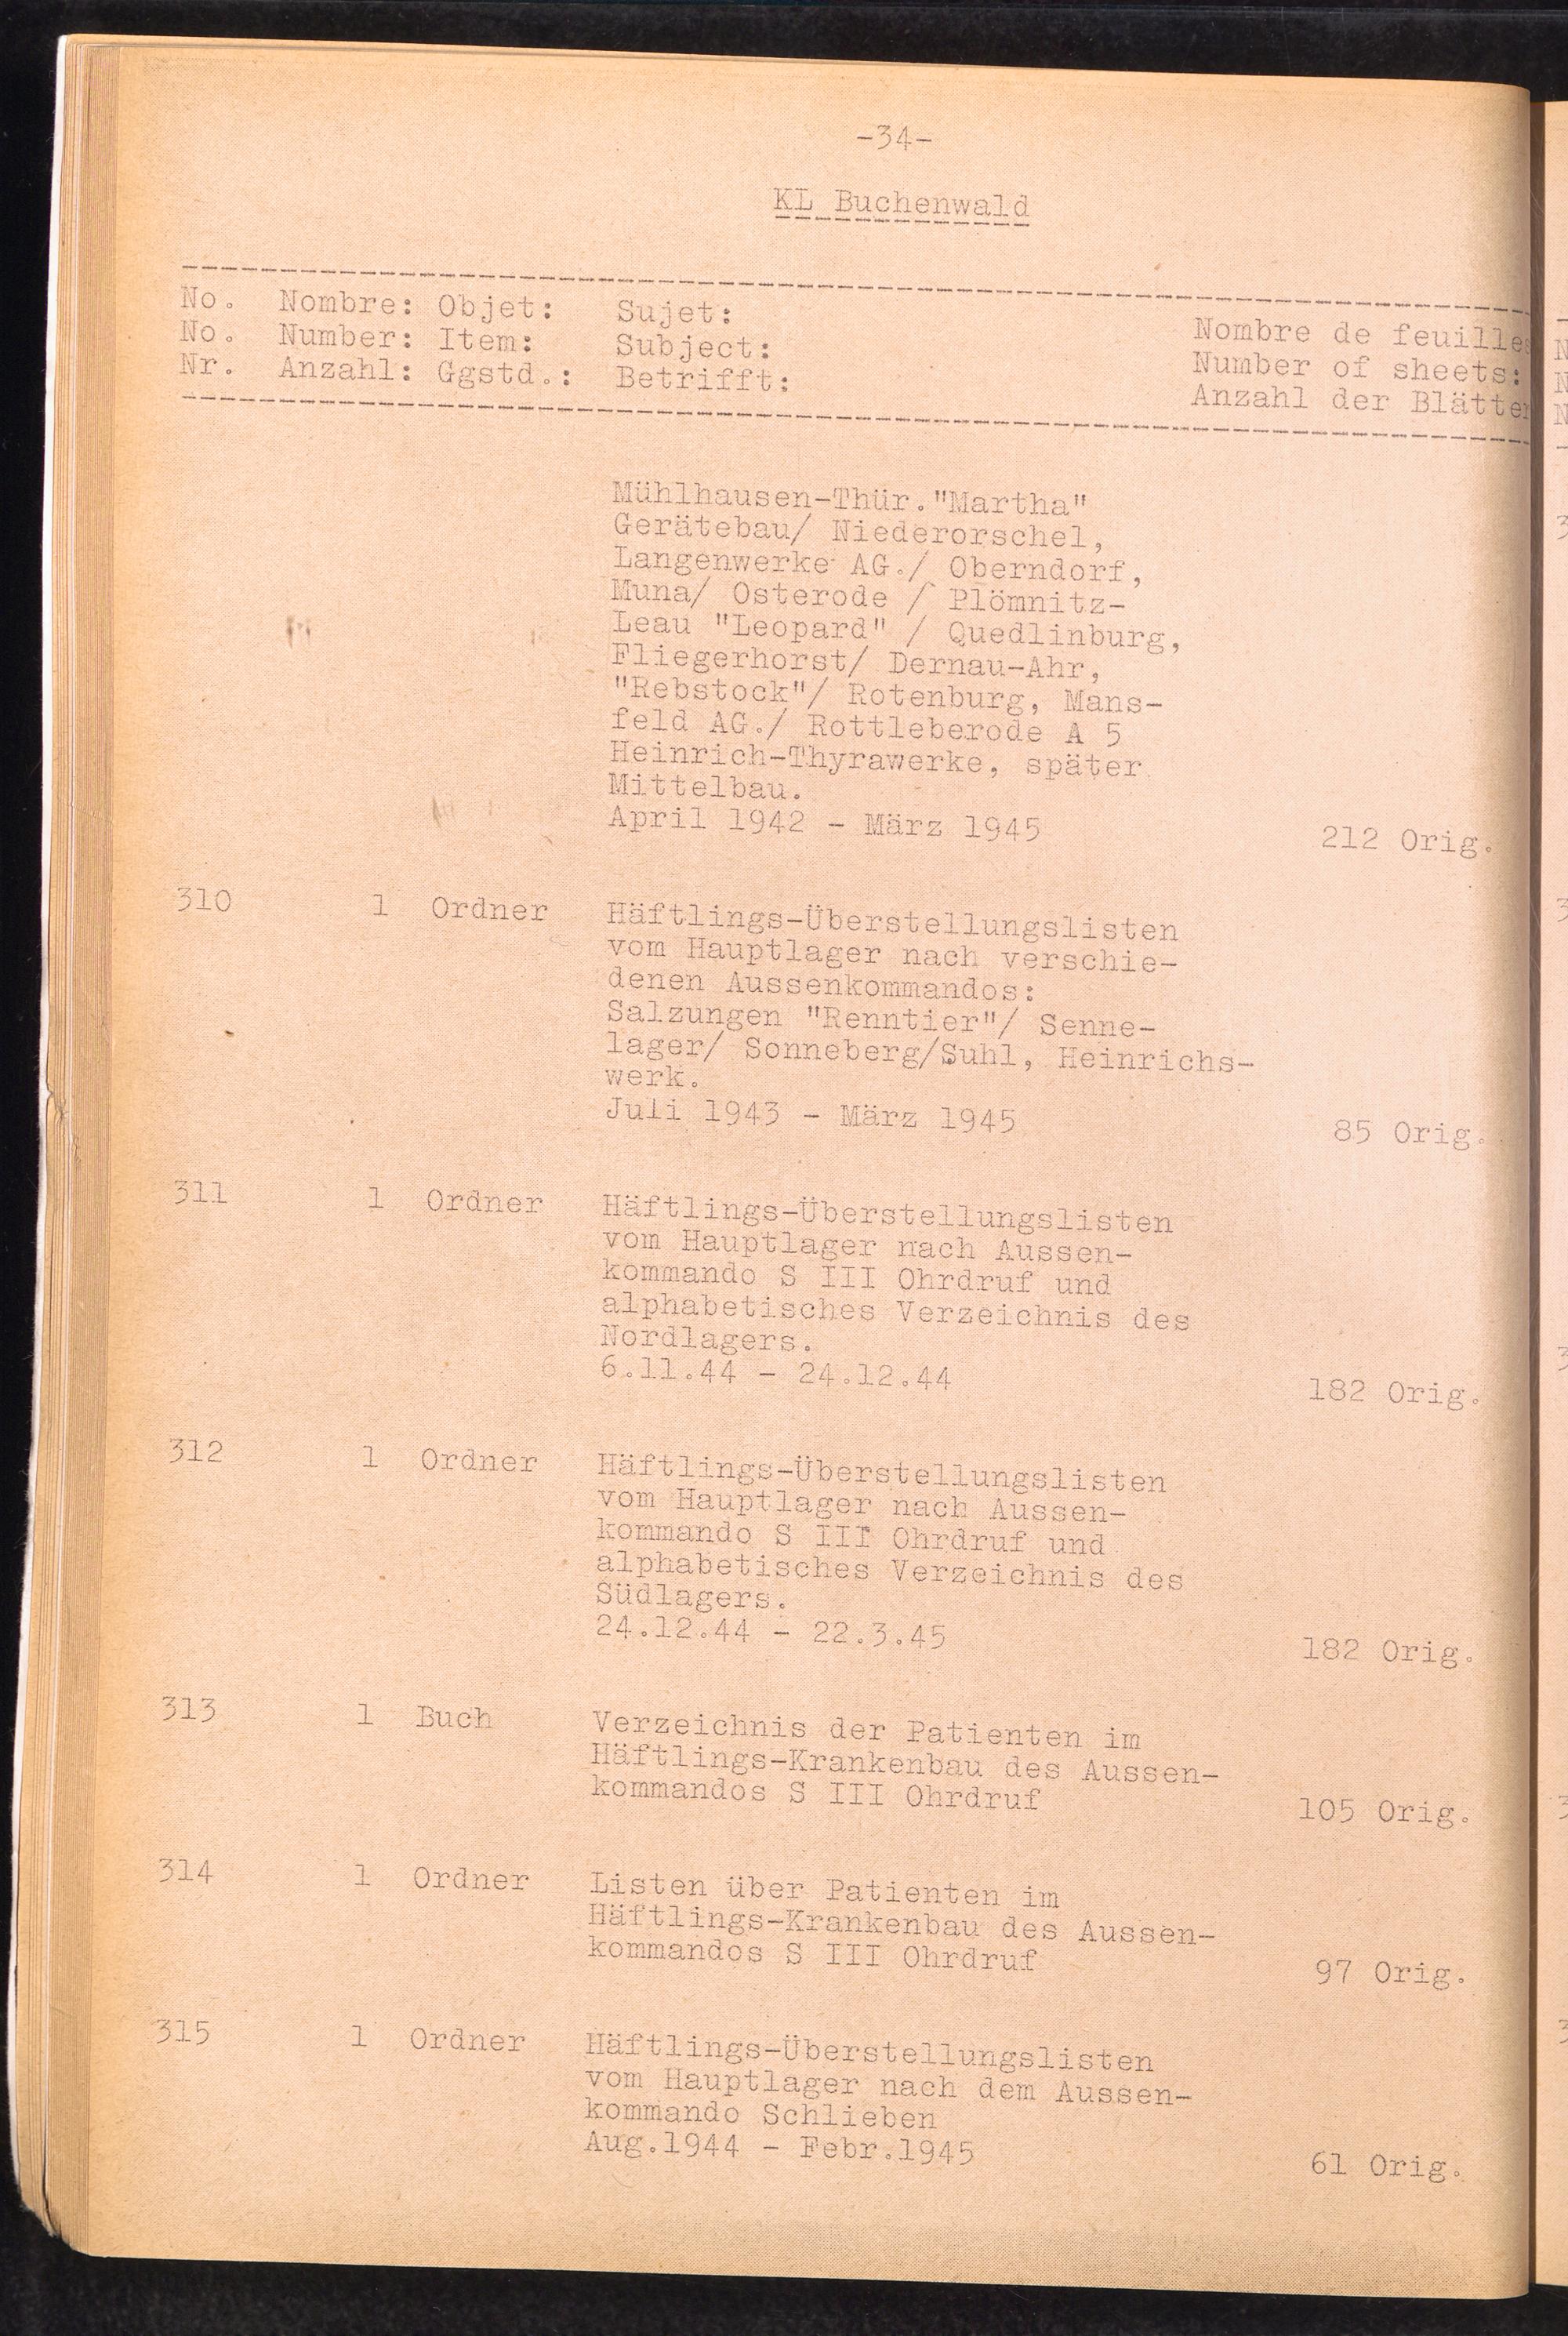 -34-
KL Buchenwald
No. Nombre: Objet: Sujet: Nombre de feuilles
No. Number: Item: Subject: Number of sheets:
Nr. Anzahl: Ggstd.: Betrifft: Anzahl der Blätter
Mühlhausen-Thür."Martha"
Gerätebau/ Niederorschel,
Langenwerke AG./ Oberndorf,
Muna/ Osterode / Plömnitz-
Leau "Leopard" / Quedlinburg,
Fliegerhorst/ Dernau-Ahr,
"Rebstock"/ Rotenburg, Mans-
feld AG./ Rottleberode A 5
Heinrich-Thyrawerke, später
Mittelbau.
April 1942 - März 1945 212 Orig.
310 1 Ordner Häftlings-Überstellungslisten
vom Hauptlager nach verschie-
denen Aussenkommandos:
Salzungen "Renntier"/ Senne-
lager/ Sonneberg/Suhl, Heinrichs-
werk.
Juli 1943 - März 1945 85 Orig.
311 1 Ordner Häftlings-Überstellungslisten
vom Hauptlager nach Aussen-
kommando S III Ohrdruf und
alphabetisches Verzeichnis des
Nordlagers.
6.11.44 - 24.12.44 182 Orig.
312 1 Ordner Häftlings-Überstellungslisten
vom Hauptlager nach Aussen-
kommando S III Ohrdruf und
alphabetisches Verzeichnis des
Südlagers.
24.12.44 - 22.3.45 182 Orig.
313 1 Buch Verzeichnis der Patienten im
Häftlings-Krankenbau des Aussen-
kommandos S III Ohrdruf 105 Orig.
314 1 Ordner Listen über Patienten im
Häftlings-Krankenbau des Aussen-
kommandos S III Ohrdruf 97 Orig.
315 1 Ordner Häftlings-Überstellungslisten
vom Hauptlager nach dem Aussen-
kommando Schlieben
Aug.1944 - Febr.1945 61 Orig.